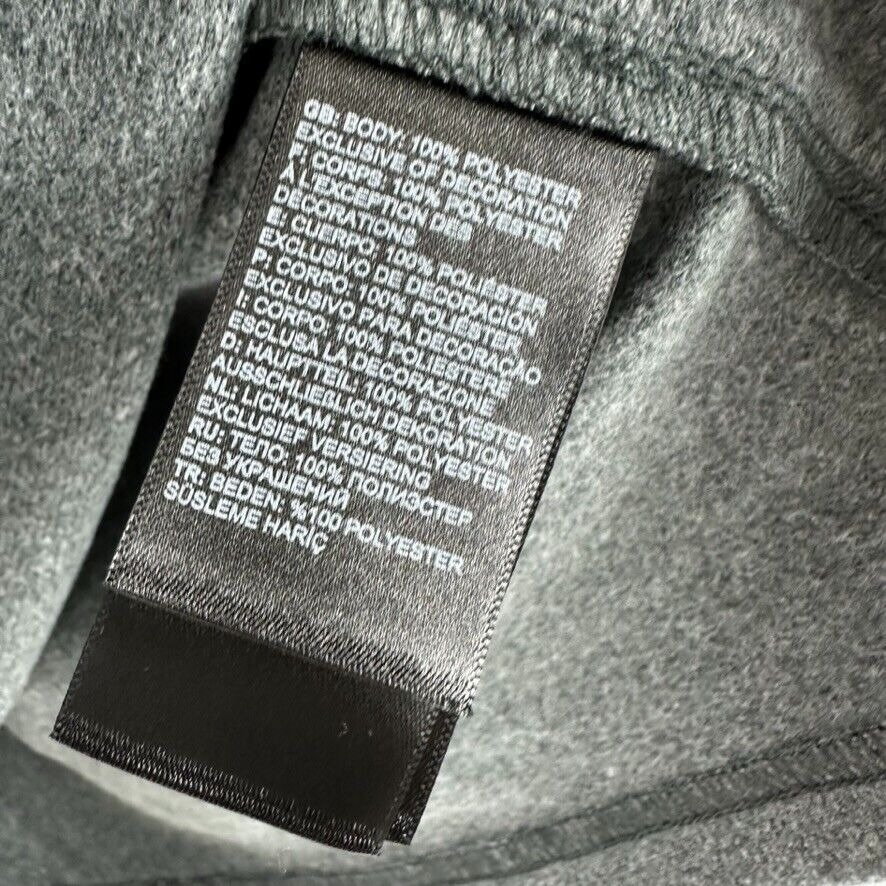 GB: BODY: 100% POLYESTER
EXCLUSIVE OF DECORATION
F: CORPS: 100% POLYESTER
A L'EXCEPTION DES
DÉCORATIONS
E: CUERPO: 100% POLIÉSTER
EXCLUSIVO DE DECORACIÓN
P: CORPO: 100% POLIÉSTER
EXCLUSIVO PARA DECORAÇAO
I: CORPO: 100% POLIESTERE
ESCLUSA LA DECORAZIONE
D: HAUPTTEIL: 100% POLYESTER
AUSSCHLIEßLICH DEKORATION
NL: LICHAAM: 100% POLYESTER
EXCLUSIEF VERSIERING
RU: ТЕЛО: 100% ПОЛИЭСТЕР
БЕЗ УКРАШЕНИЙ
TR: BEDEN: %100 POLYESTER
SÜSLEME HARİÇ